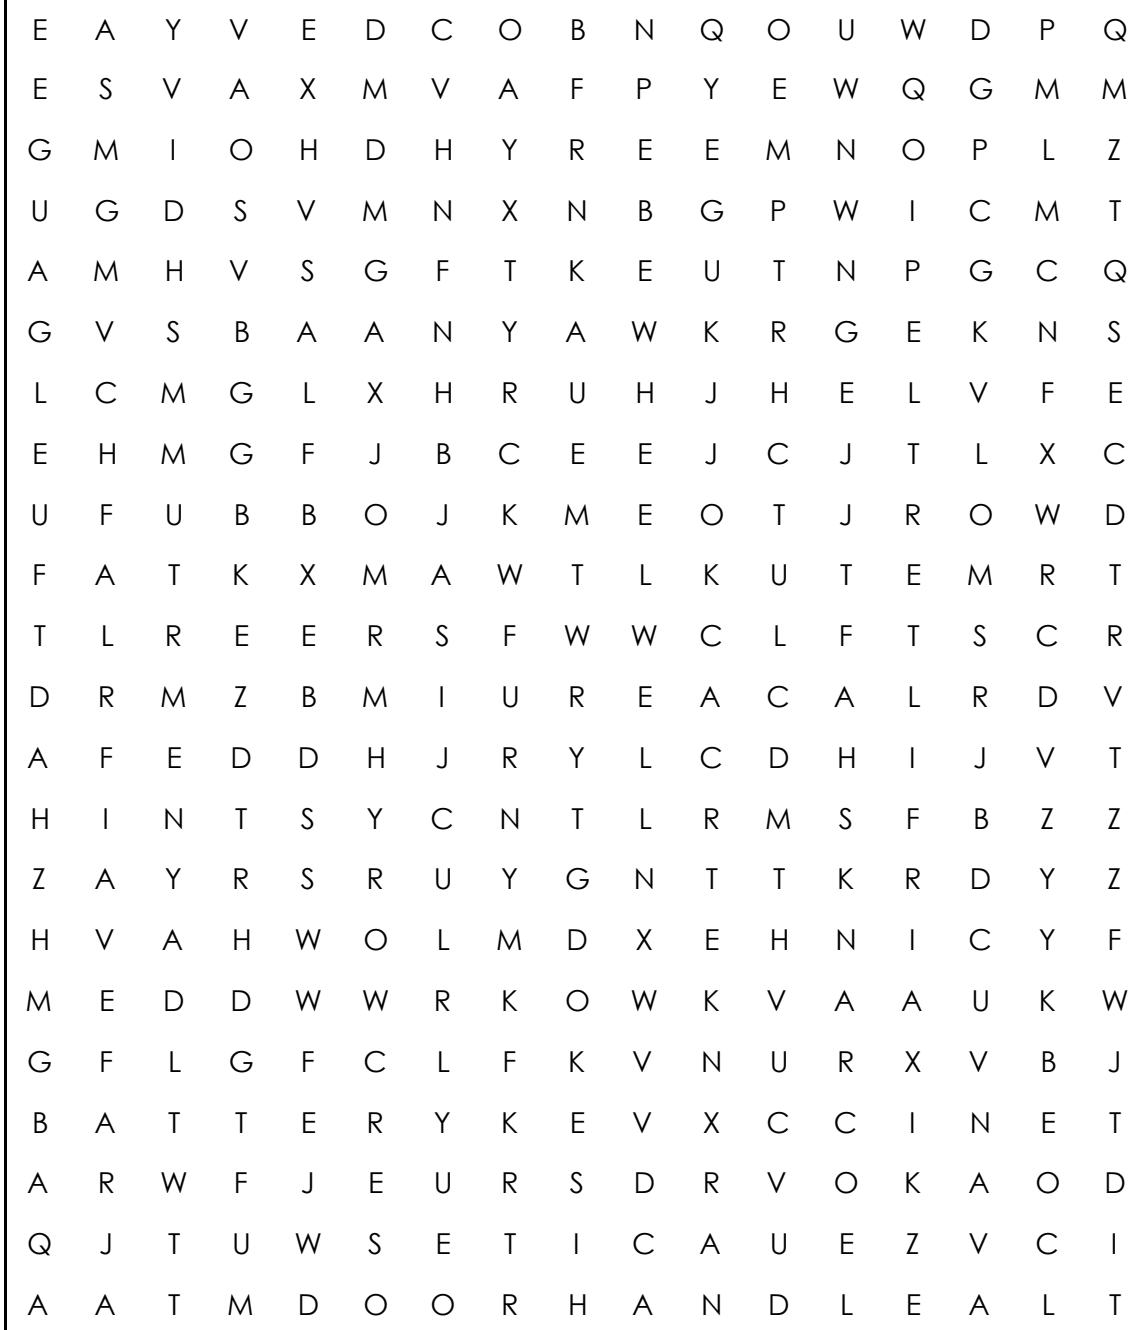 E A Y V E D C O B N Q O U W D P Q
E S V A X M V A F P Y E W Q G M M
G M I O H D H Y R E E M N O P L Z
U G D S V M N X N B G P W I C M T
A M H V S G F T K E U T N P G C Q
G V S B A A N Y A W K R G E K N S
L C M G L X H R U H J H E L V F E
E H M G F J B C E E J C J T L X C
U F U B B O J K M E O T J R O W D
F A T K X M A W T L K U T E M R T
T L R E E R S F W W C L F T S C R
D R M Z B M I U R E A C A L R D V
A F E D D H J R Y L C D H I J V T
H I N T S Y C N T L R M S F B Z Z
Z A Y R S R U Y G N T T K R D Y Z
H V A H W O L M D X E H N I C Y F
M E D D W W R K O W K V A A U K W
G F L G F C L F K V N U R X V B J
B A T T E R Y K E V X C C I N E T
A R W F J E U R S D R V O K A O D
Q J T U W S E T I C A U E Z V C I
A A T M D O O R H A N D L E A L T